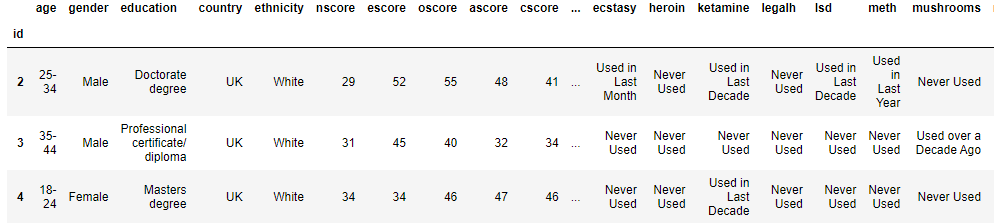 age gender education country ethnicity nscore escore oscore ascore cscore ... ecstasy heroin ketamine legalh lsd meth mushrooms
id
2 25-34 Male Doctorate degree UK White 29 52 55 48 41 ... Used in Last Month Never Used Used in Last Decade Never Used Used in Last Decade Used in Last Year Never Used
3 35-44 Male Professional certificate/ diploma UK White 31 45 40 32 34 ... Never Used Never Used Never Used Never Used Never Used Never Used Used over a Decade Ago
4 18-24 Female Masters degree UK White 34 34 46 47 46 ... Never Used Never Used Used in Last Decade Never Used Never Used Never Used Never Used